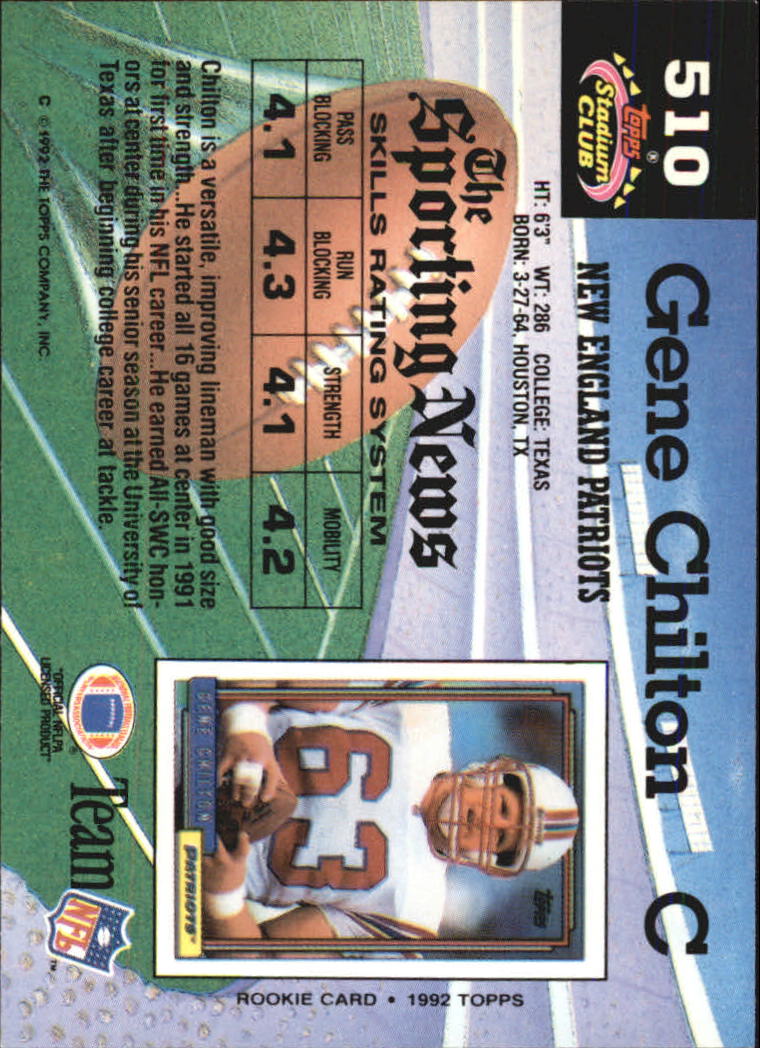 510
TOPPS®
Stadium
CLUB
Gene Chilton C
NEW ENGLAND PATRIOTS
HT: 6'3" WT: 286 COLLEGE: TEXAS
BORN: 3-27-64, HOUSTON, TX
The
Sporting News
SKILLS RATING SYSTEM
PASS BLOCKING RUN BLOCKING STRENGTH MOBILITY
4.1 4.3 4.1 4.2
Chilton is a versatile, improving lineman with good size
and strength...He started all 16 games at center in 1991
for first time in his NFL career...He earned All-SWC hon-
ors at center during his senior season at the University of
Texas after beginning college career at tackle.
C © 1992 THE TOPPS COMPANY, INC.
TOPPS
63
GENE CHILTON
PATRIOTS
ROOKIE CARD • 1992 TOPPS
"OFFICIAL NFLPA
LICENSED PRODUCT"
®
Team
NFL
TM